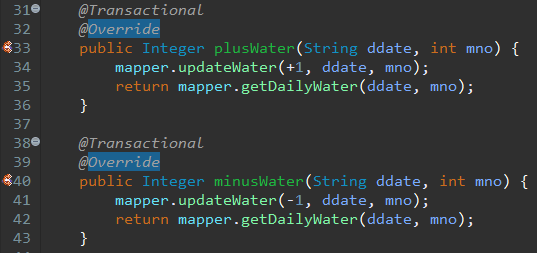 31 @Transactional
32 @Override
33 public Integer plusWater(String ddate, int mno) {
34 mapper.updateWater(+1, ddate, mno);
35 return mapper.getDailyWater(ddate, mno);
36 }
37
38 @Transactional
39 @Override
40 public Integer minusWater(String ddate, int mno) {
41 mapper.updateWater(-1, ddate, mno);
42 return mapper.getDailyWater(ddate, mno);
43 }